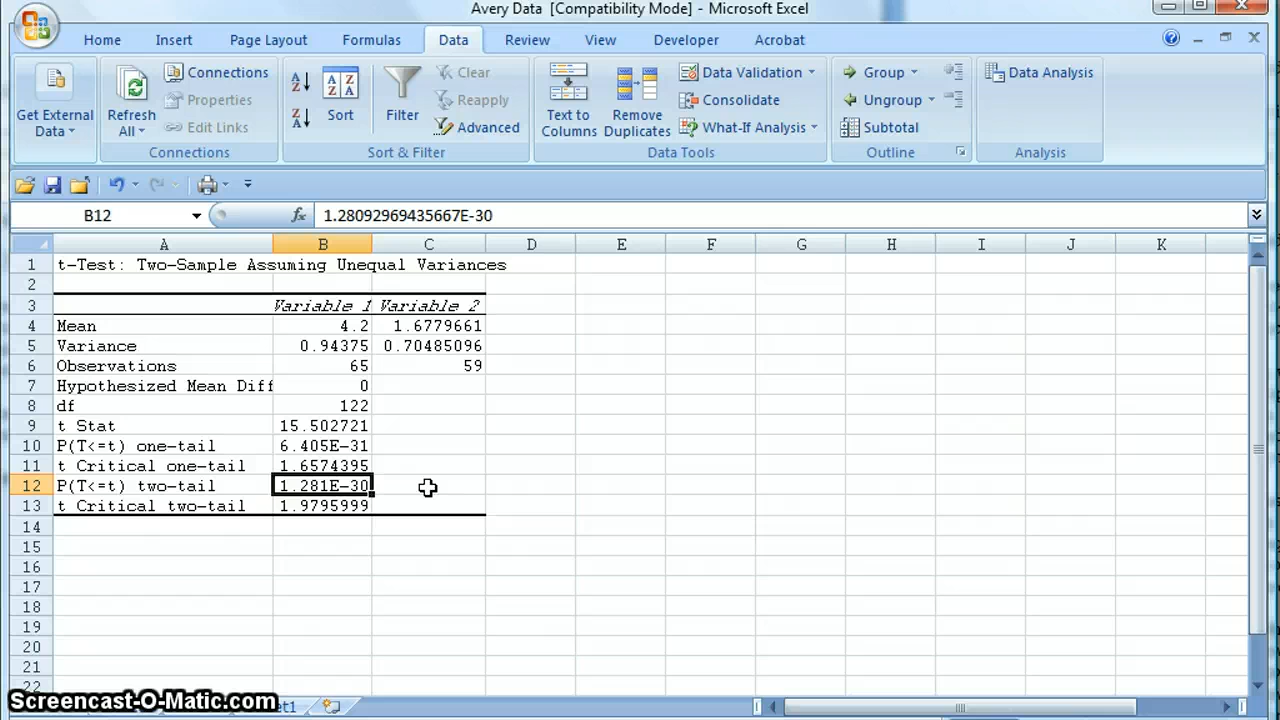 Avery Data [Compatibility Mode] - Microsoft Excel
Home Insert Page Layout Formulas Data Review View Developer Acrobat
Get External Data
Refresh All
Connections
Properties
Edit Links
Connections
Sort
Filter
Clear
Reapply
Advanced
Sort & Filter
Text to Columns
Remove Duplicates
Data Validation
Consolidate
What-If Analysis
Data Tools
Group
Ungroup
Subtotal
Outline
Data Analysis
Analysis
B12 fx 1.28092969435667E-30
A B C D E F G H I J K
1 t-Test: Two-Sample Assuming Unequal Variances
2
3 Variable 1 Variable 2
4 Mean 4.2 1.6779661
5 Variance 0.94375 0.70485096
6 Observations 65 59
7 Hypothesized Mean Diff 0
8 df 122
9 t Stat 15.502721
10 P(T<=t) one-tail 6.405E-31
11 t Critical one-tail 1.6574395
12 P(T<=t) two-tail 1.281E-30
13 t Critical two-tail 1.9795999
14
15
16
17
18
19
20
21
22
Screencast-O-Matic.com